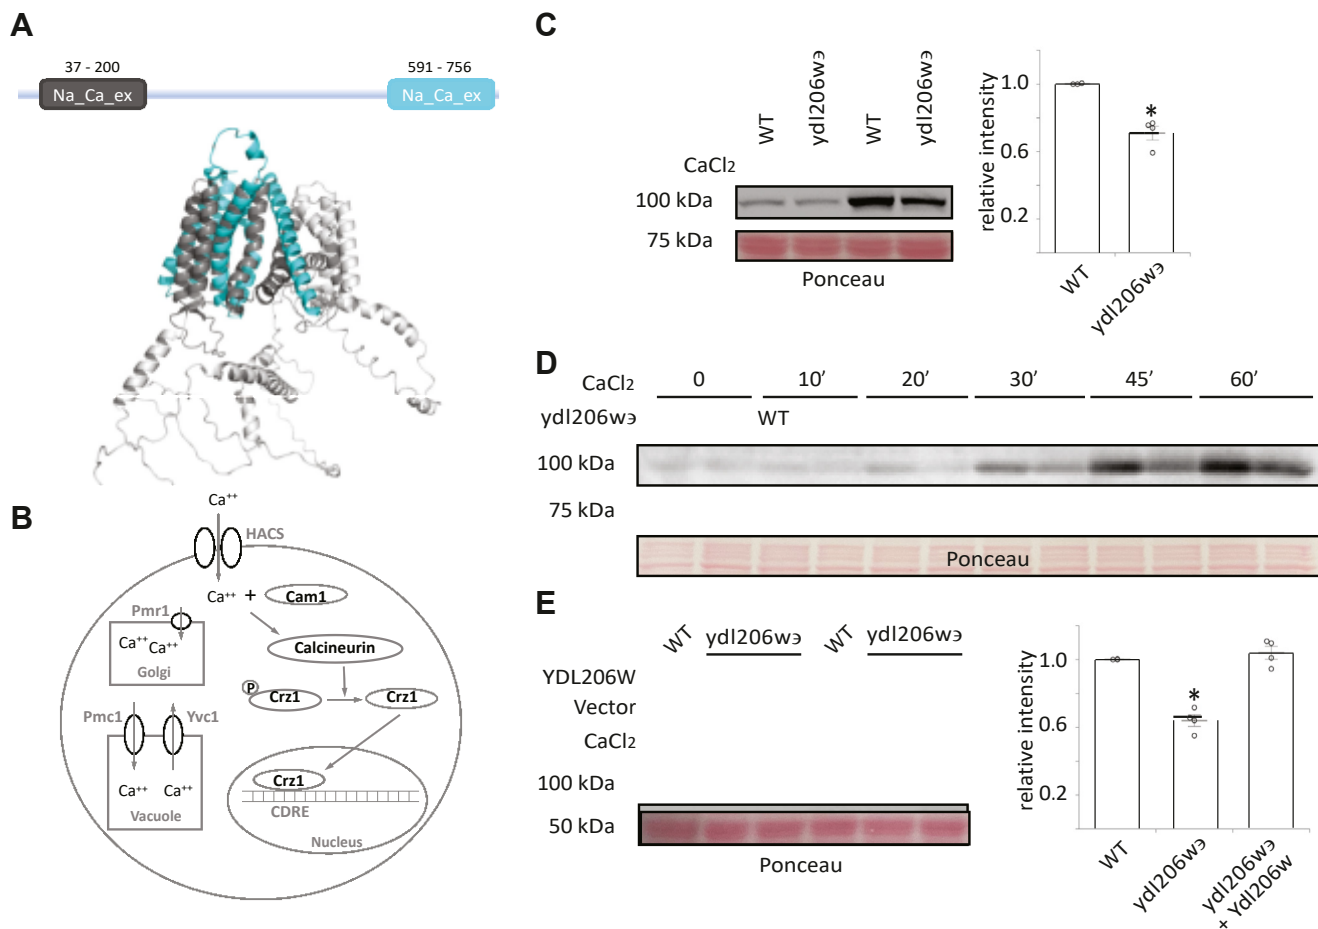 A
37 - 200
591 - 756
Na_Ca_ex
Na_Ca_ex
B
Ca++
HACS
Ca++ + Cam1
Pmr1
Ca++ Ca++
Golgi
Calcineurin
P
Crz1
Crz1
Pmc1
Yvc1
Ca++ Ca++
Vacuole
Crz1
CDRE
Nucleus
C
WT
ydl206wэ
WT
ydl206wэ
CaCl2
100 kDa
75 kDa
Ponceau
relative intensity
1.0
0.6
0.2
*
WT
ydl206wэ
D
CaCl2 0 10’ 20’ 30’ 45’ 60’
ydl206wэ WT
100 kDa
75 kDa
Ponceau
E
WT ydl206wэ WT ydl206wэ
YDL206W
Vector
CaCl2
100 kDa
50 kDa
Ponceau
relative intensity
1.0
0.6
0.2
*
WT
ydl206wэ
ydl206wэ
+ Ydl206w